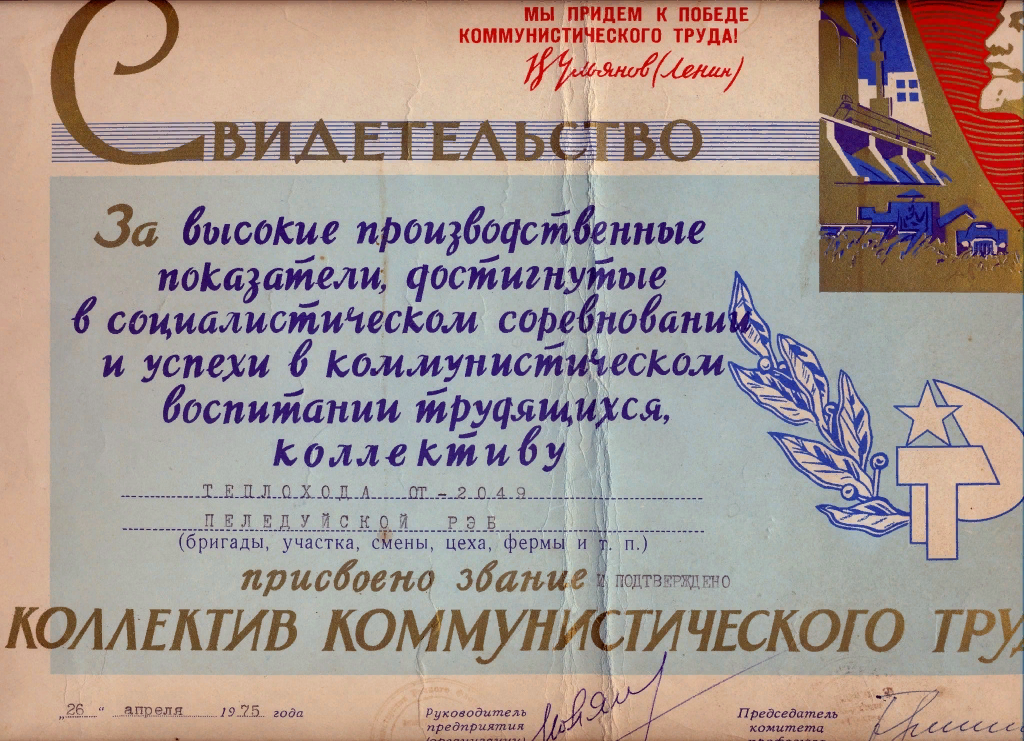 МЫ ПРИДЕМ К ПОБЕДЕ
КОММУНИСТИЧЕСКОГО ТРУДА!
В Ульянов (Ленин)
СВИДЕТЕЛЬСТВО
За высокие производственные
показатели, достигнутые
в социалистическом соревновании
и успехи в коммунистическом
воспитании трудящихся,
коллективу
ТЕПЛОХОДА ОТ-2049
ПЕЛЕДУЙСКОЙ РЭБ
(бригады, участка, смены, цеха, фермы и т. п.)
присвоено звание И ПОДТВЕРЖДЕНО
КОЛЛЕКТИВ КОММУНИСТИЧЕСКОГО ТРУД
„26" апреля 1975 года
Руководитель
предприятия
(организации)
Председатель
комитета